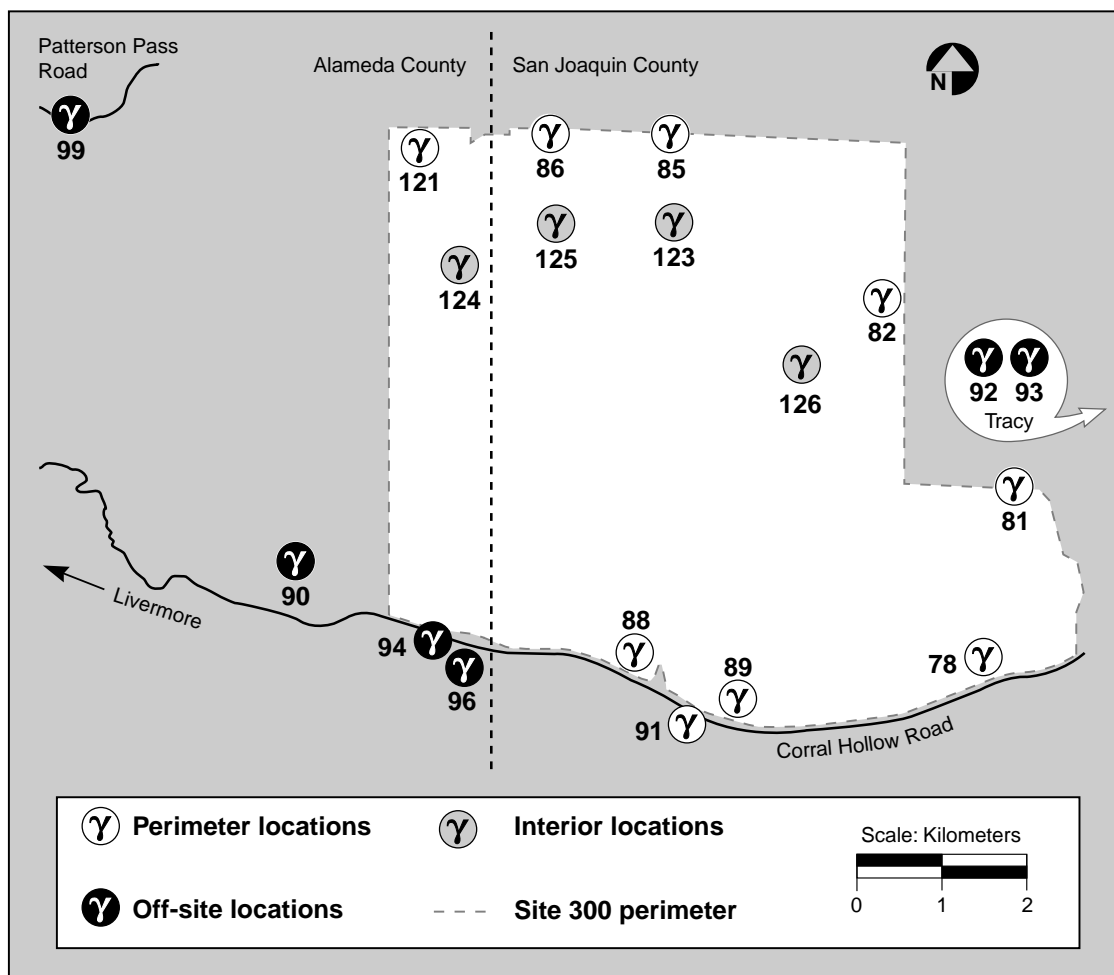 Patterson Pass
Road
Alameda County
San Joaquin County
N
γ
99
γ
121
γ
86
γ
85
γ
125
γ
123
γ
124
γ
82
γ
126
γ γ
92 93
Tracy
γ
81
γ
90
Livermore
γ
94
γ
96
88
γ
89
γ
91 γ
78 γ
Corral Hollow Road
γ Perimeter locations
γ Interior locations
Scale: Kilometers
0 1 2
γ Off-site locations
Site 300 perimeter